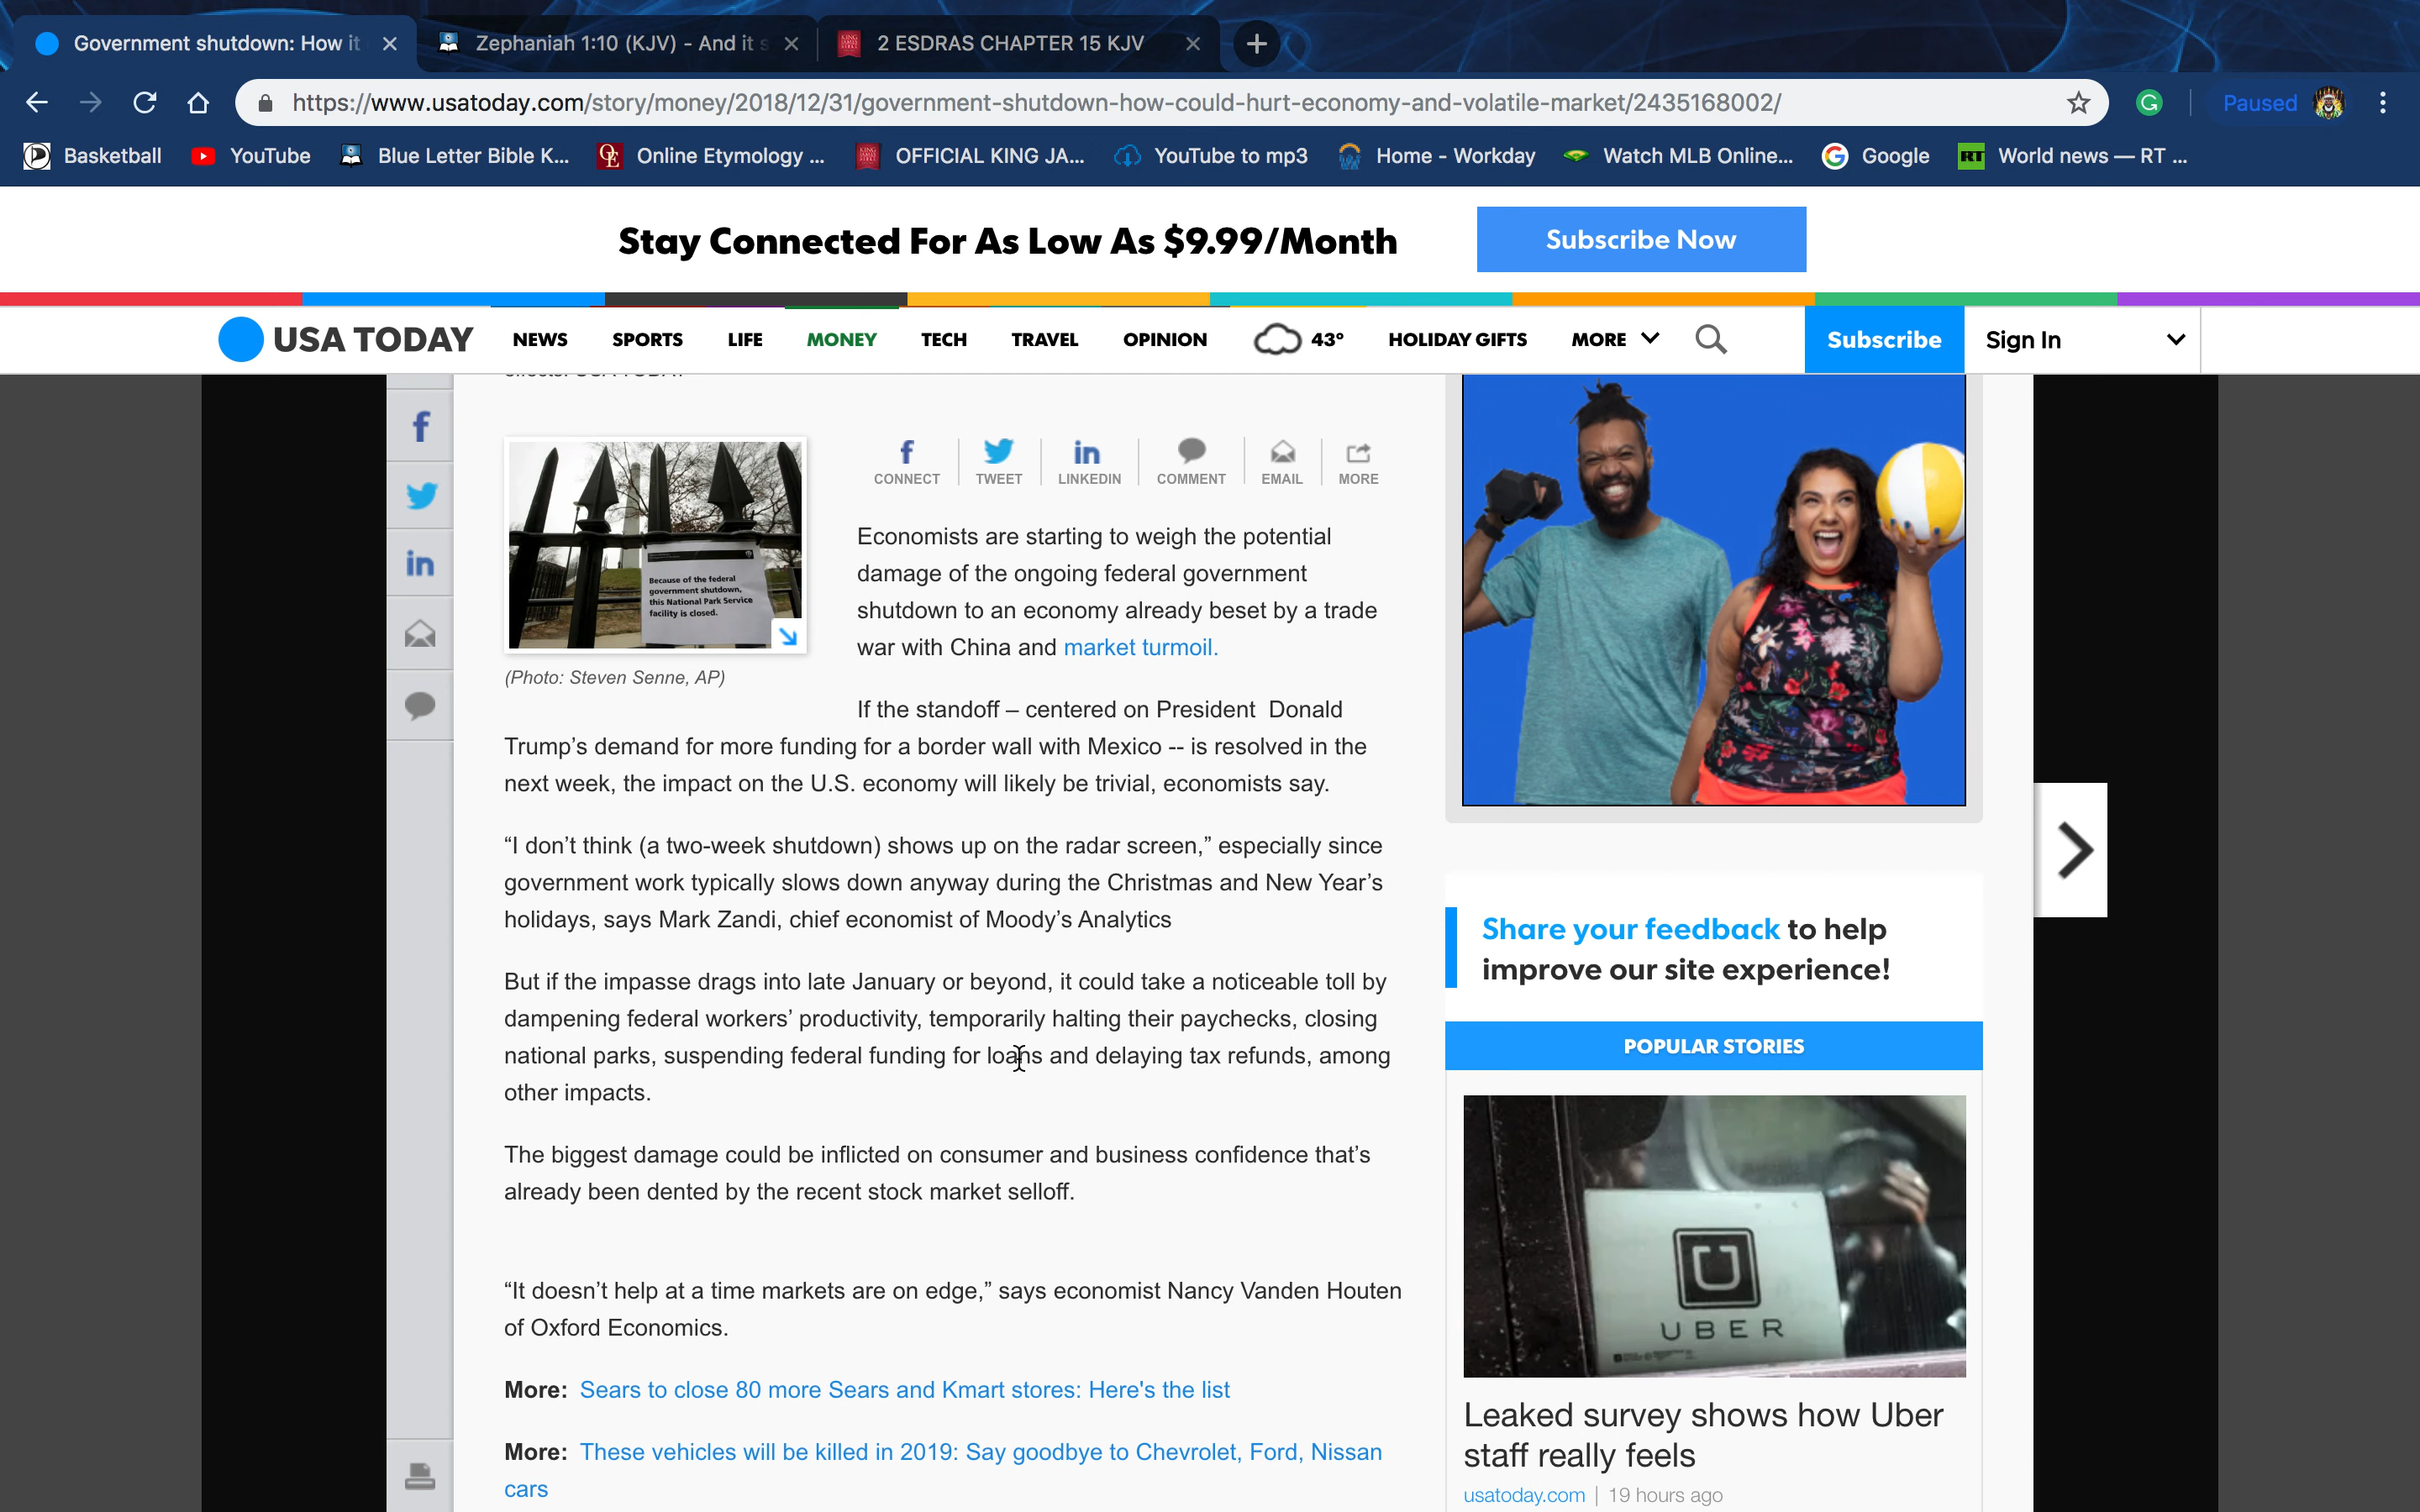 Government shutdown: How it
Zephaniah 1:10 (KJV) - And it s
2 ESDRAS CHAPTER 15 KJV
https://www.usatoday.com/story/money/2018/12/31/government-shutdown-how-could-hurt-economy-and-volatile-market/2435168002/
Paused
Basketball
YouTube
Blue Letter Bible K...
Online Etymology ...
OFFICIAL KING JA...
YouTube to mp3
Home - Workday
Watch MLB Online...
Google
World news — RT ...
Stay Connected For As Low As $9.99/Month
Subscribe Now
USA TODAY
NEWS
SPORTS
LIFE
MONEY
TECH
TRAVEL
OPINION
43°
HOLIDAY GIFTS
MORE
Subscribe
Sign In
Because of the federal
government shutdown,
this National Park Service
facility is closed.
(Photo: Steven Senne, AP)
CONNECT
TWEET
LINKEDIN
COMMENT
EMAIL
MORE
Economists are starting to weigh the potential
damage of the ongoing federal government
shutdown to an economy already beset by a trade
war with China and market turmoil.
If the standoff – centered on President  Donald
Trump’s demand for more funding for a border wall with Mexico -- is resolved in the
next week, the impact on the U.S. economy will likely be trivial, economists say.
“I don’t think (a two-week shutdown) shows up on the radar screen,” especially since
government work typically slows down anyway during the Christmas and New Year’s
holidays, says Mark Zandi, chief economist of Moody’s Analytics
But if the impasse drags into late January or beyond, it could take a noticeable toll by
dampening federal workers’ productivity, temporarily halting their paychecks, closing
national parks, suspending federal funding for loans and delaying tax refunds, among
other impacts.
The biggest damage could be inflicted on consumer and business confidence that’s
already been dented by the recent stock market selloff.
“It doesn’t help at a time markets are on edge,” says economist Nancy Vanden Houten
of Oxford Economics.
More: Sears to close 80 more Sears and Kmart stores: Here's the list
More: These vehicles will be killed in 2019: Say goodbye to Chevrolet, Ford, Nissan
cars
Share your feedback to help
improve our site experience!
POPULAR STORIES
UBER
Leaked survey shows how Uber
staff really feels
usatoday.com | 19 hours ago